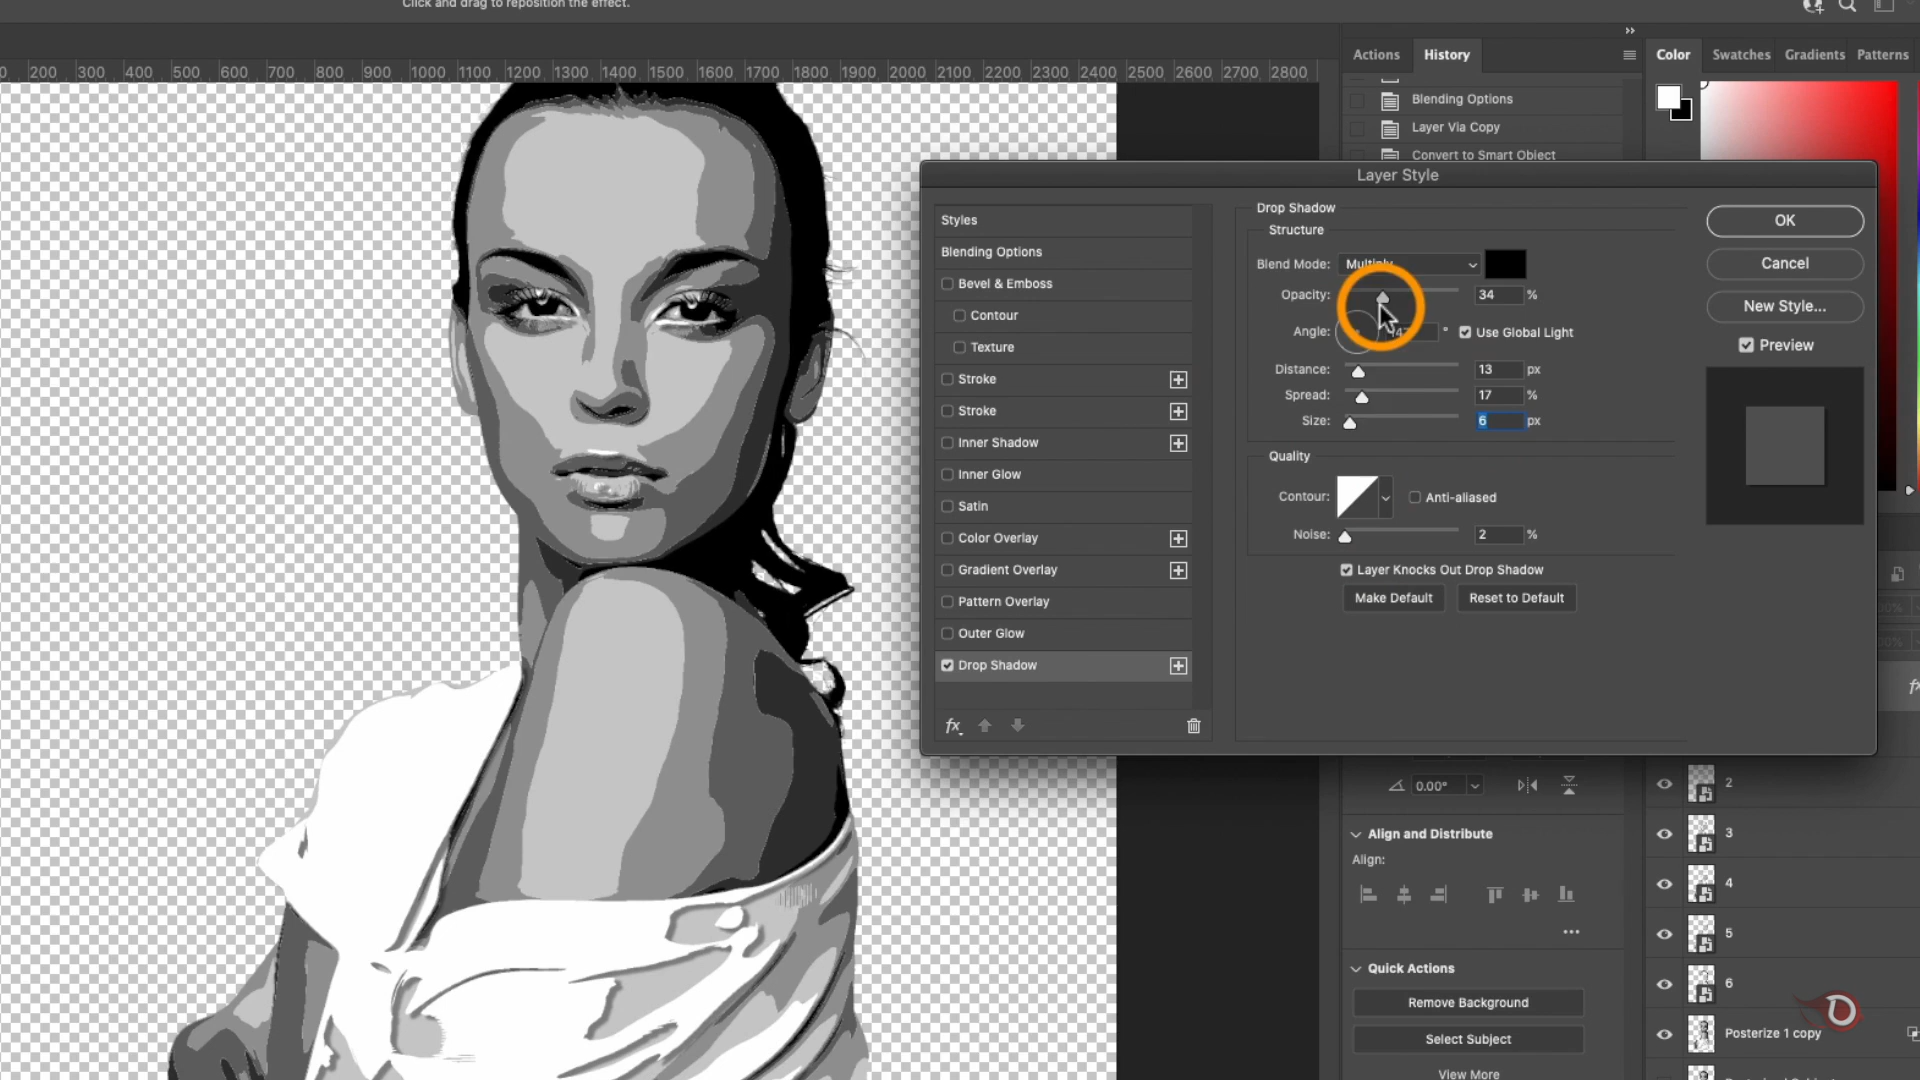 Click and drag to reposition the effect.
0 200 300 400 500 600 700 800 900 1000 1100 1200 1300 1400 1500 1600 1700 1800 1900 2000 2100 2200 2300 2400 2500 2600 2700 2800
Actions History
Color Swatches Gradients Patterns
Blending Options
Layer Via Copy
Convert to Smart Object
Layer Style
Styles
Blending Options
Bevel & Emboss
Contour
Texture
Stroke
Stroke
Inner Shadow
Inner Glow
Satin
Color Overlay
Gradient Overlay
Pattern Overlay
Outer Glow
Drop Shadow
fx
Drop Shadow
Structure
Blend Mode: Multiply
Opacity: 34 %
Angle: ° Use Global Light
Distance: 13 px
Spread: 17 %
Size: 6 px
Quality
Contour: Anti-aliased
Noise: 2 %
Layer Knocks Out Drop Shadow
Make Default Reset to Default
OK
Cancel
New Style...
Preview
0.00°
Align and Distribute
Align:
Quick Actions
Remove Background
Select Subject
View More
2
3
4
5
6
Posterize 1 copy
D